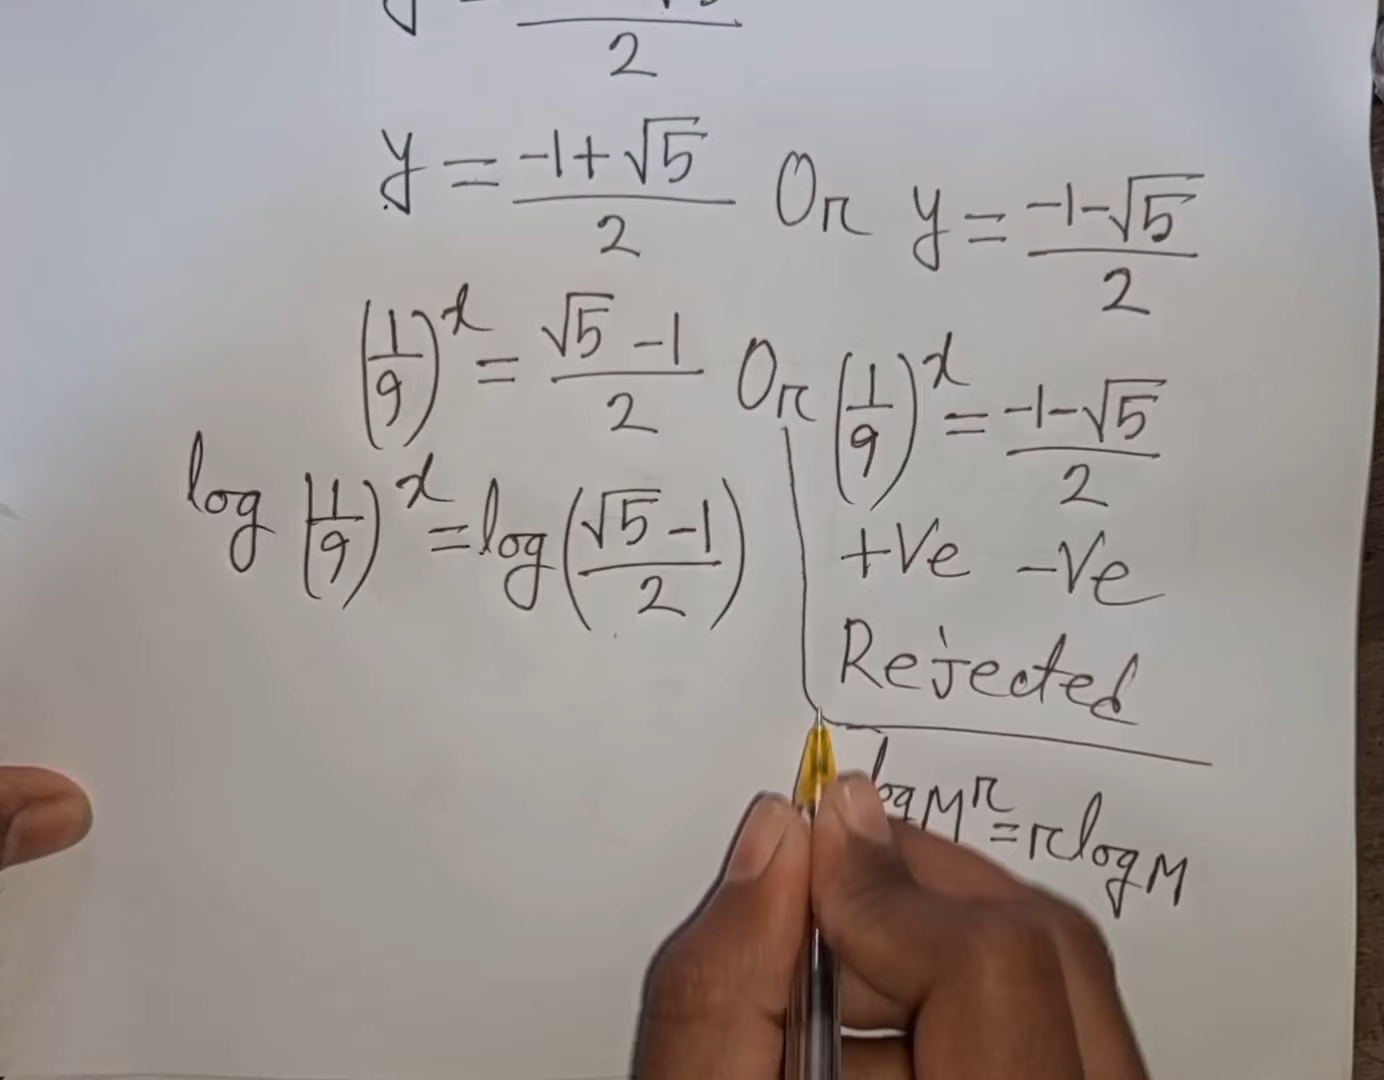 2
y = (-1+√5)/2 Or y = (-1-√5)/2
(1/9)^x = (√5 -1)/2 Or (1/9)^x = (-1-√5)/2
log (1/9)^x = log((√5 -1)/2)
+Ve -Ve
Rejected
log M^r = r log M